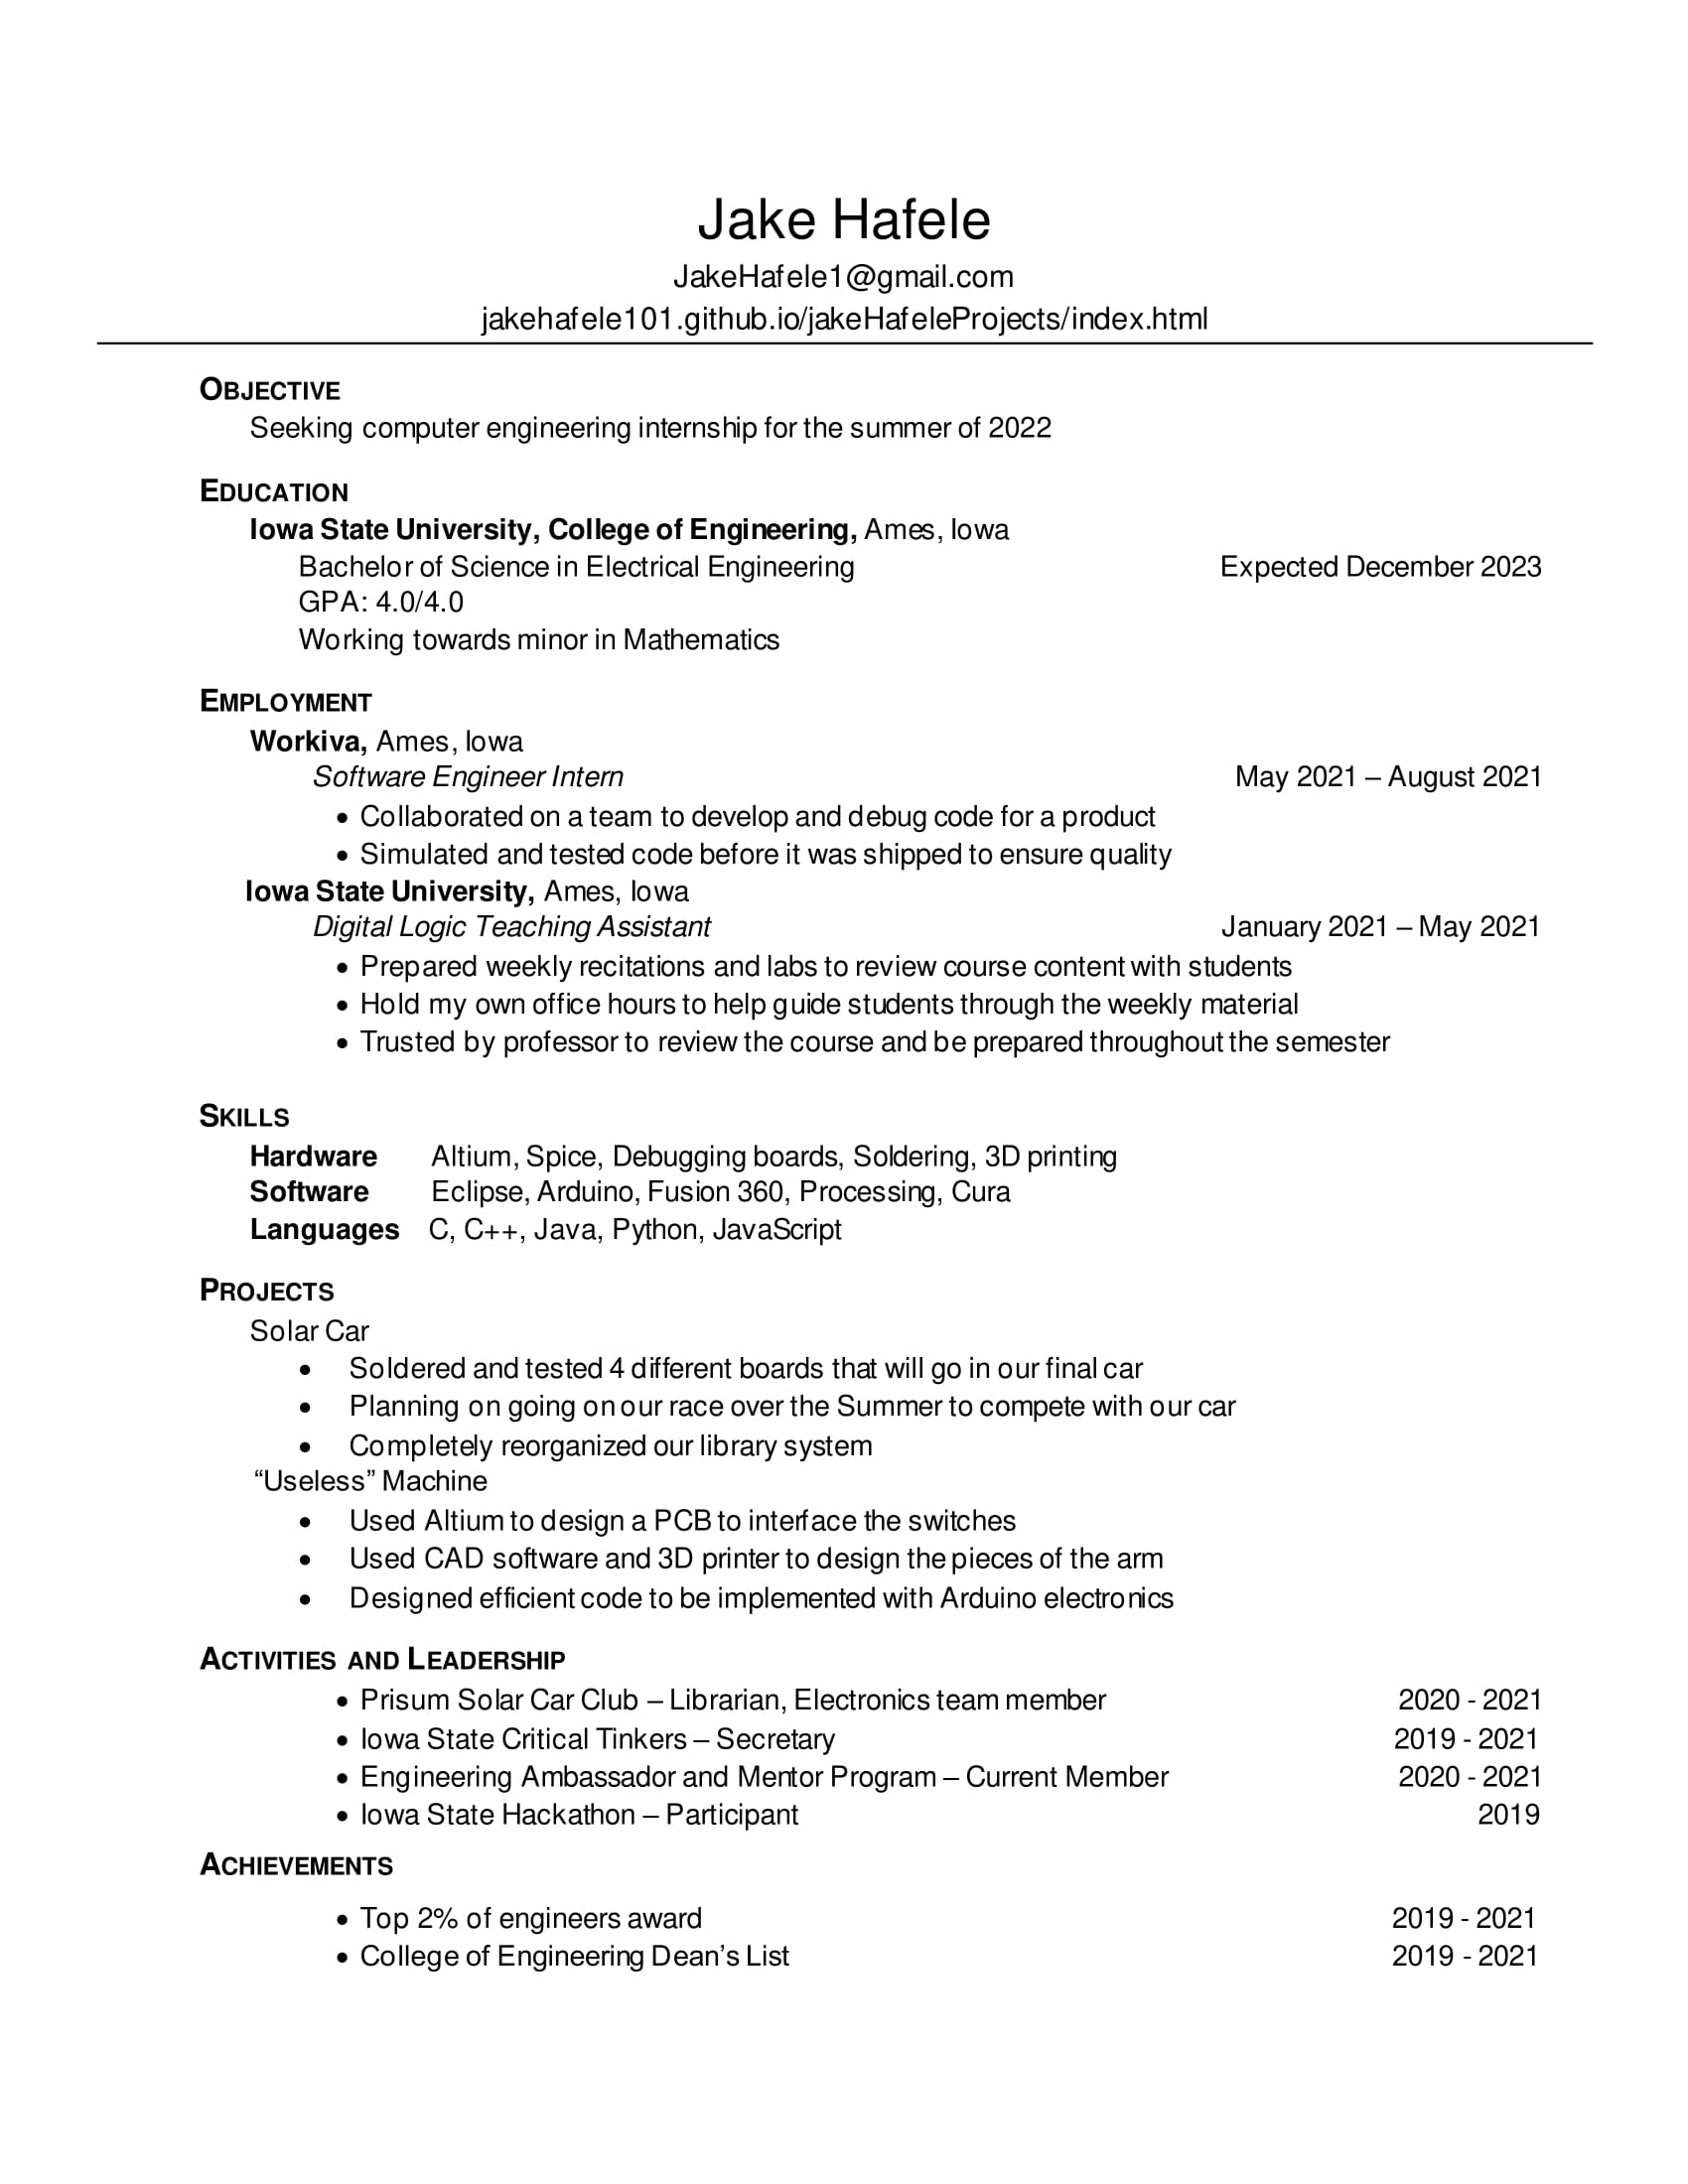 Jake Hafele
JakeHafele1@gmail.com
jakehafele101.github.io/jakeHafeleProjects/index.html
OBJECTIVE
Seeking computer engineering internship for the summer of 2022
EDUCATION
Iowa State University, College of Engineering, Ames, Iowa
Bachelor of Science in Electrical Engineering Expected December 2023
GPA: 4.0/4.0
Working towards minor in Mathematics
EMPLOYMENT
Workiva, Ames, Iowa
Software Engineer Intern May 2021 – August 2021
• Collaborated on a team to develop and debug code for a product
• Simulated and tested code before it was shipped to ensure quality
Iowa State University, Ames, Iowa
Digital Logic Teaching Assistant January 2021 – May 2021
• Prepared weekly recitations and labs to review course content with students
• Hold my own office hours to help guide students through the weekly material
• Trusted by professor to review the course and be prepared throughout the semester
SKILLS
Hardware Altium, Spice, Debugging boards, Soldering, 3D printing
Software Eclipse, Arduino, Fusion 360, Processing, Cura
Languages C, C++, Java, Python, JavaScript
PROJECTS
Solar Car
• Soldered and tested 4 different boards that will go in our final car
• Planning on going on our race over the Summer to compete with our car
• Completely reorganized our library system
“Useless” Machine
• Used Altium to design a PCB to interface the switches
• Used CAD software and 3D printer to design the pieces of the arm
• Designed efficient code to be implemented with Arduino electronics
ACTIVITIES AND LEADERSHIP
• Prisum Solar Car Club – Librarian, Electronics team member 2020 - 2021
• Iowa State Critical Tinkers – Secretary 2019 - 2021
• Engineering Ambassador and Mentor Program – Current Member 2020 - 2021
• Iowa State Hackathon – Participant 2019
ACHIEVEMENTS
• Top 2% of engineers award 2019 - 2021
• College of Engineering Dean’s List 2019 - 2021